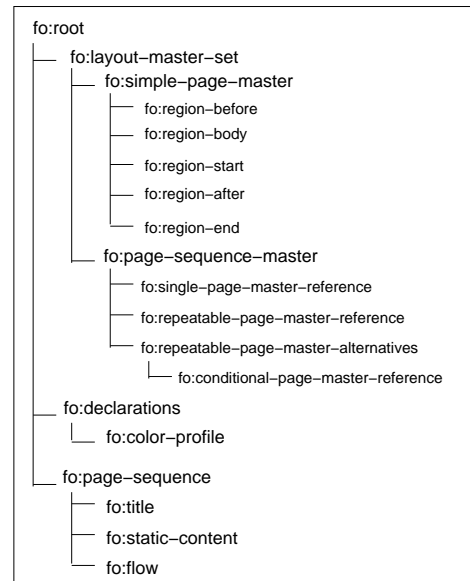 fo:root
fo:layout−master−set
fo:simple−page−master
fo:region−before
fo:region−body
fo:region−start
fo:region−after
fo:region−end
fo:page−sequence−master
fo:single−page−master−reference
fo:repeatable−page−master−reference
fo:repeatable−page−master−alternatives
fo:conditional−page−master−reference
fo:declarations
fo:color−profile
fo:page−sequence
fo:title
fo:static−content
fo:flow